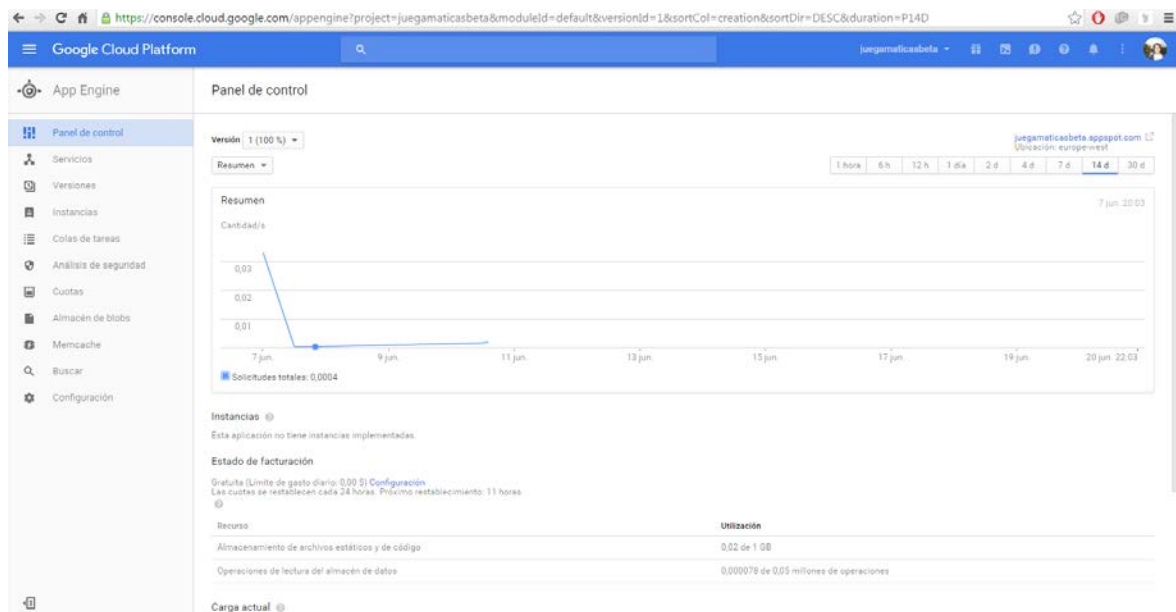 https://console.cloud.google.com/appengine?project=juegamaticasbeta&moduleId=default&versionId=1&sortCol=creation&sortDir=DESC&duration=P14D
Google Cloud Platform
juegamaticasbeta
App Engine
Panel de control
Panel de control
Servicios
Versiones
Instancias
Colas de tareas
Análisis de seguridad
Cuotas
Almacén de blobs
Memcache
Buscar
Configuración
Versión 1 (100 %)
juegamaticasbeta.appspot.com
Ubicación: europe-west
Resumen
1 hora 6 h 12 h 1 día 2 d 4 d 7 d 14 d 30 d
Resumen
7 jun. 20:03
Cantidad/s
0,03
0,02
0,01
7 jun. 9 jun. 11 jun. 13 jun. 15 jun. 17 jun. 19 jun. 20 jun. 22:03
Solicitudes totales: 0,0004
Instancias
Esta aplicación no tiene instancias implementadas.
Estado de facturación
Gratuita (Límite de gasto diario: 0,00 $) Configuración
Las cuotas se restablecen cada 24 horas. Próximo restablecimiento: 11 horas
Recurso Utilización
Almacenamiento de archivos estáticos y de código 0,02 de 1 GB
Operaciones de lectura del almacén de datos 0,000078 de 0,05 millones de operaciones
Carga actual